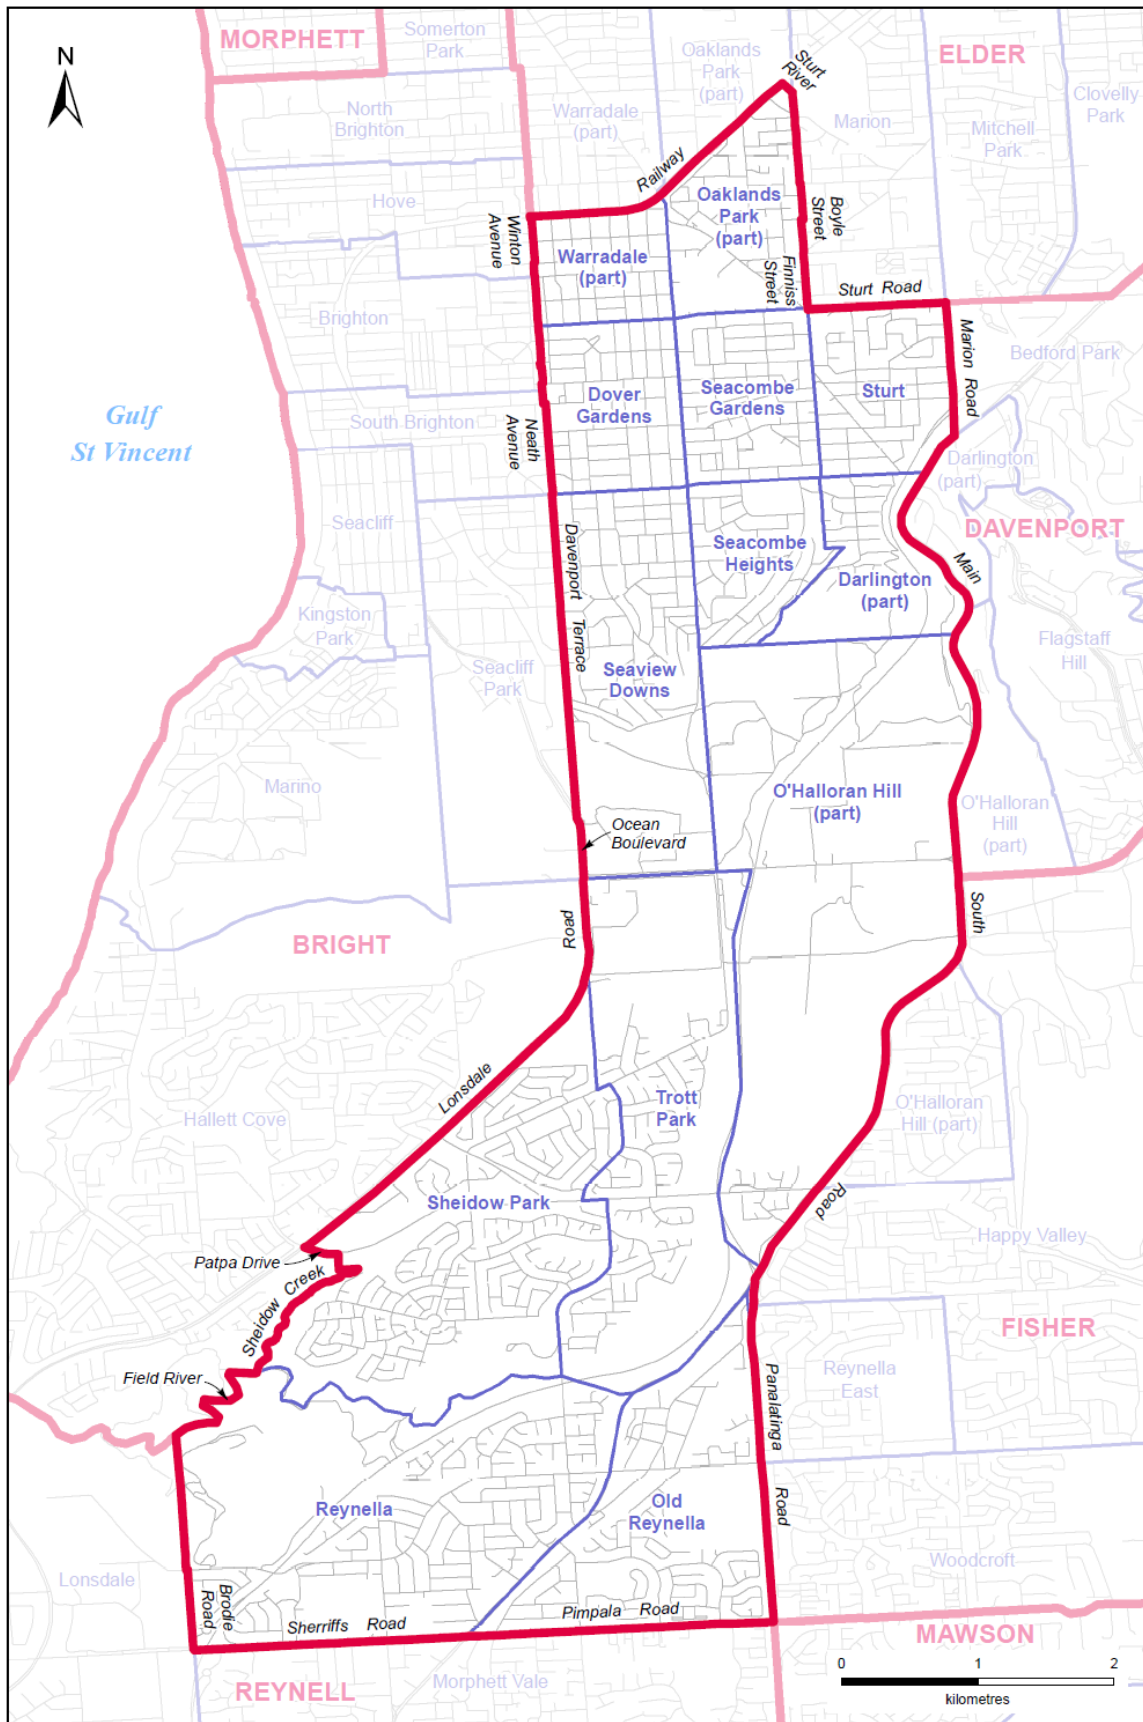 MORPHETT
Somerton
Park
N
Oaklands
Park
(part)
Sturt
River
ELDER
Clovelly
Park
North
Brighton
Warradale
(part)
Marion
Mitchell
Park
Railway
Hove
Winton
Avenue
Oaklands
Park
(part)
Boyle
Street
Warradale
(part)
Finniss
Street
Sturt Road
Brighton
Marion Road
Bedford Park
Gulf
St Vincent
South Brighton
Neath
Avenue
Dover
Gardens
Seacombe
Gardens
Sturt
Darlington
(part)
Seacliff
Davenport
Terrace
Seacombe
Heights
DAVENPORT
Main
Darlington
(part)
Kingston
Park
Seacliff
Park
Seaview
Downs
Flagstaff
Hill
Marino
O'Halloran Hill
(part)
O'Halloran
Hill
(part)
Ocean
Boulevard
Road
South
BRIGHT
Lonsdale
Trott
Park
Hallett Cove
O'Halloran
Hill (part)
Sheidow Park
Road
Happy Valley
Patpa Drive
Sheidow Creek
FISHER
Field River
Reynella
East
Panalatinga
Road
Reynella
Old
Reynella
Lonsdale
Brodie
Road
Woodcroft
Sherriffs Road
Pimpala Road
MAWSON
REYNELL
Morphett Vale
0 1 2
kilometres